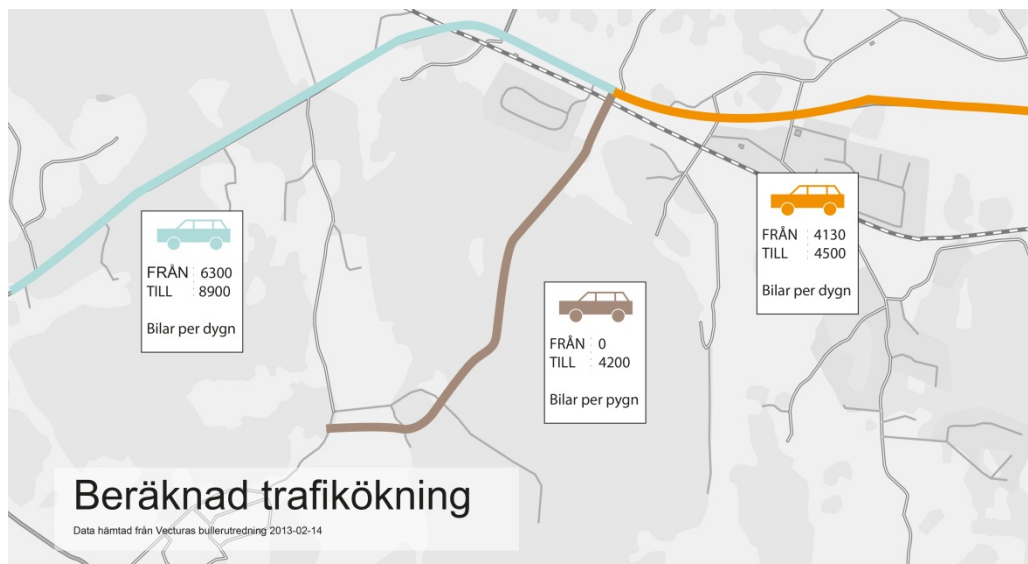 FRÅN 6300
TILL 8900
Bilar per dygn
FRÅN 0
TILL 4200
Bilar per pygn
FRÅN 4130
TILL 4500
Bilar per dygn
Beräknad trafikökning
Data hämtad från Vecturas bullerutredning 2013-02-14